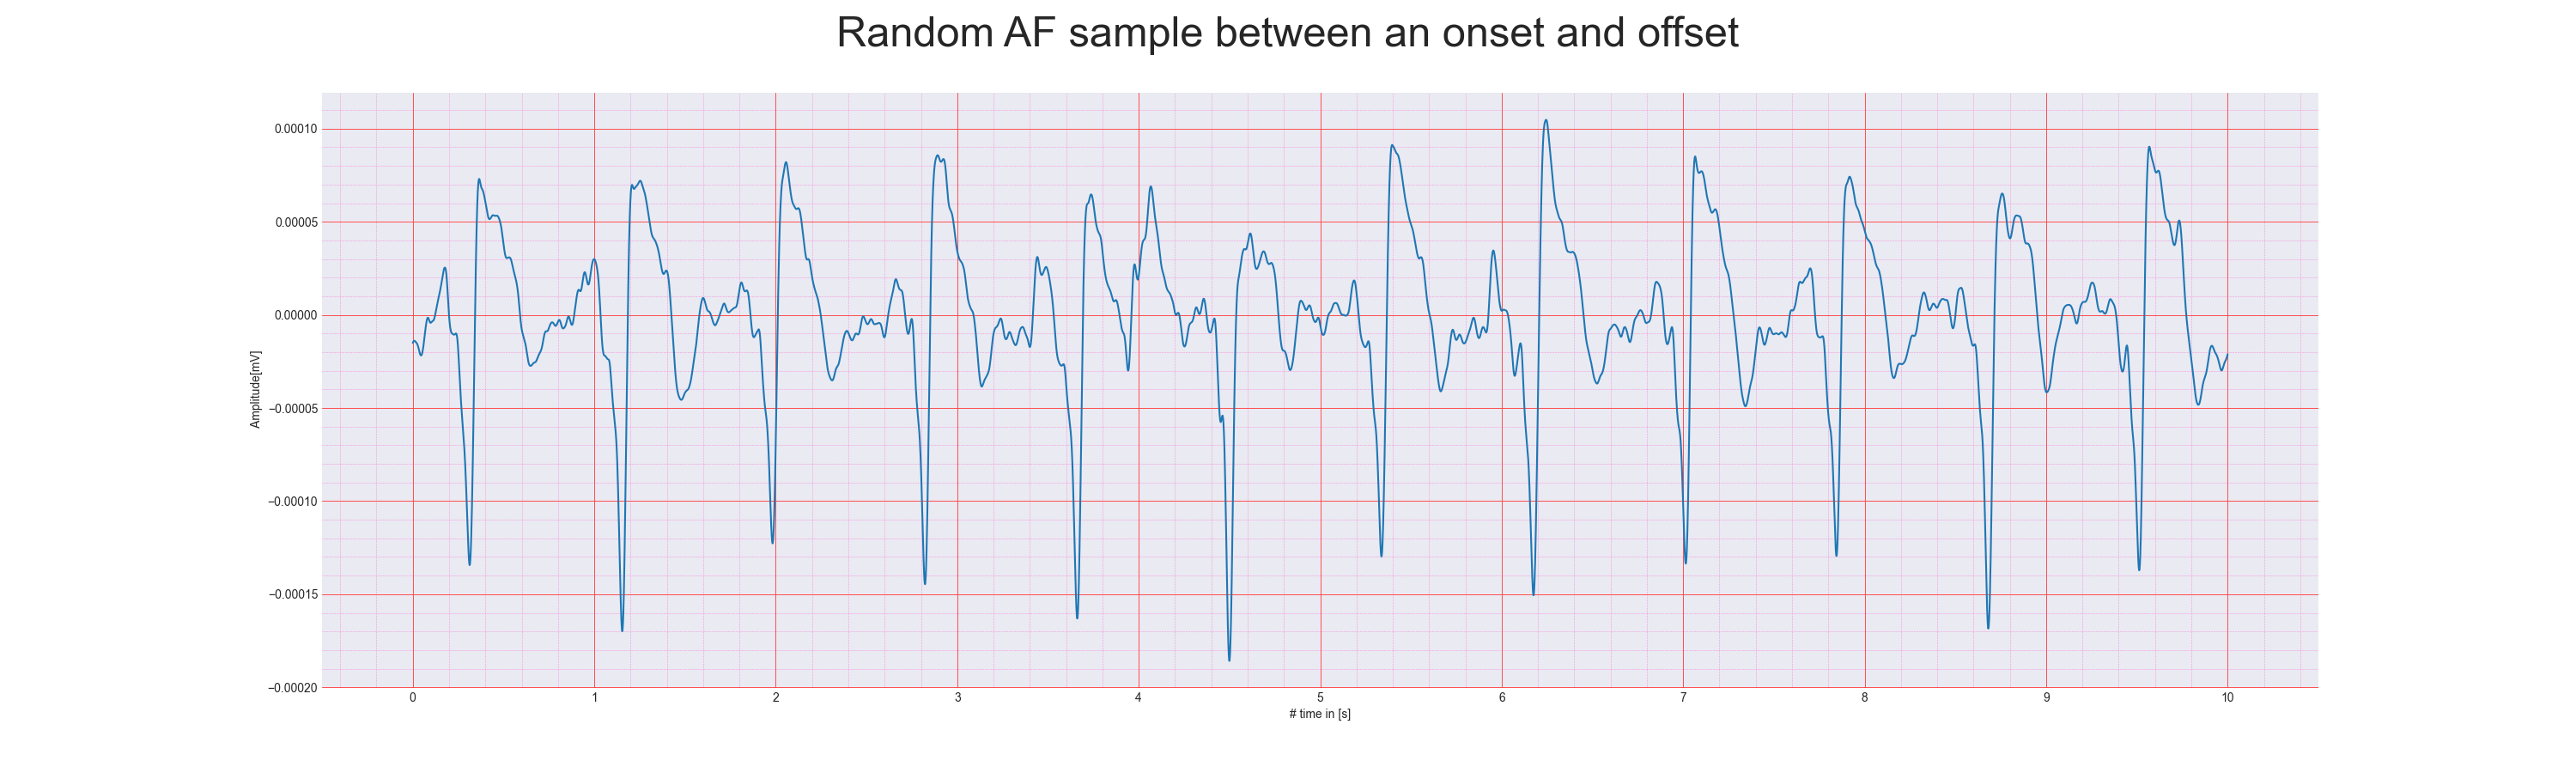 Random AF sample between an onset and offset
0.00010
0.00005
0.00000
−0.00005
−0.00010
−0.00015
−0.00020
Amplitude[mV]
0 1 2 3 4 5 6 7 8 9 10
# time in [s]